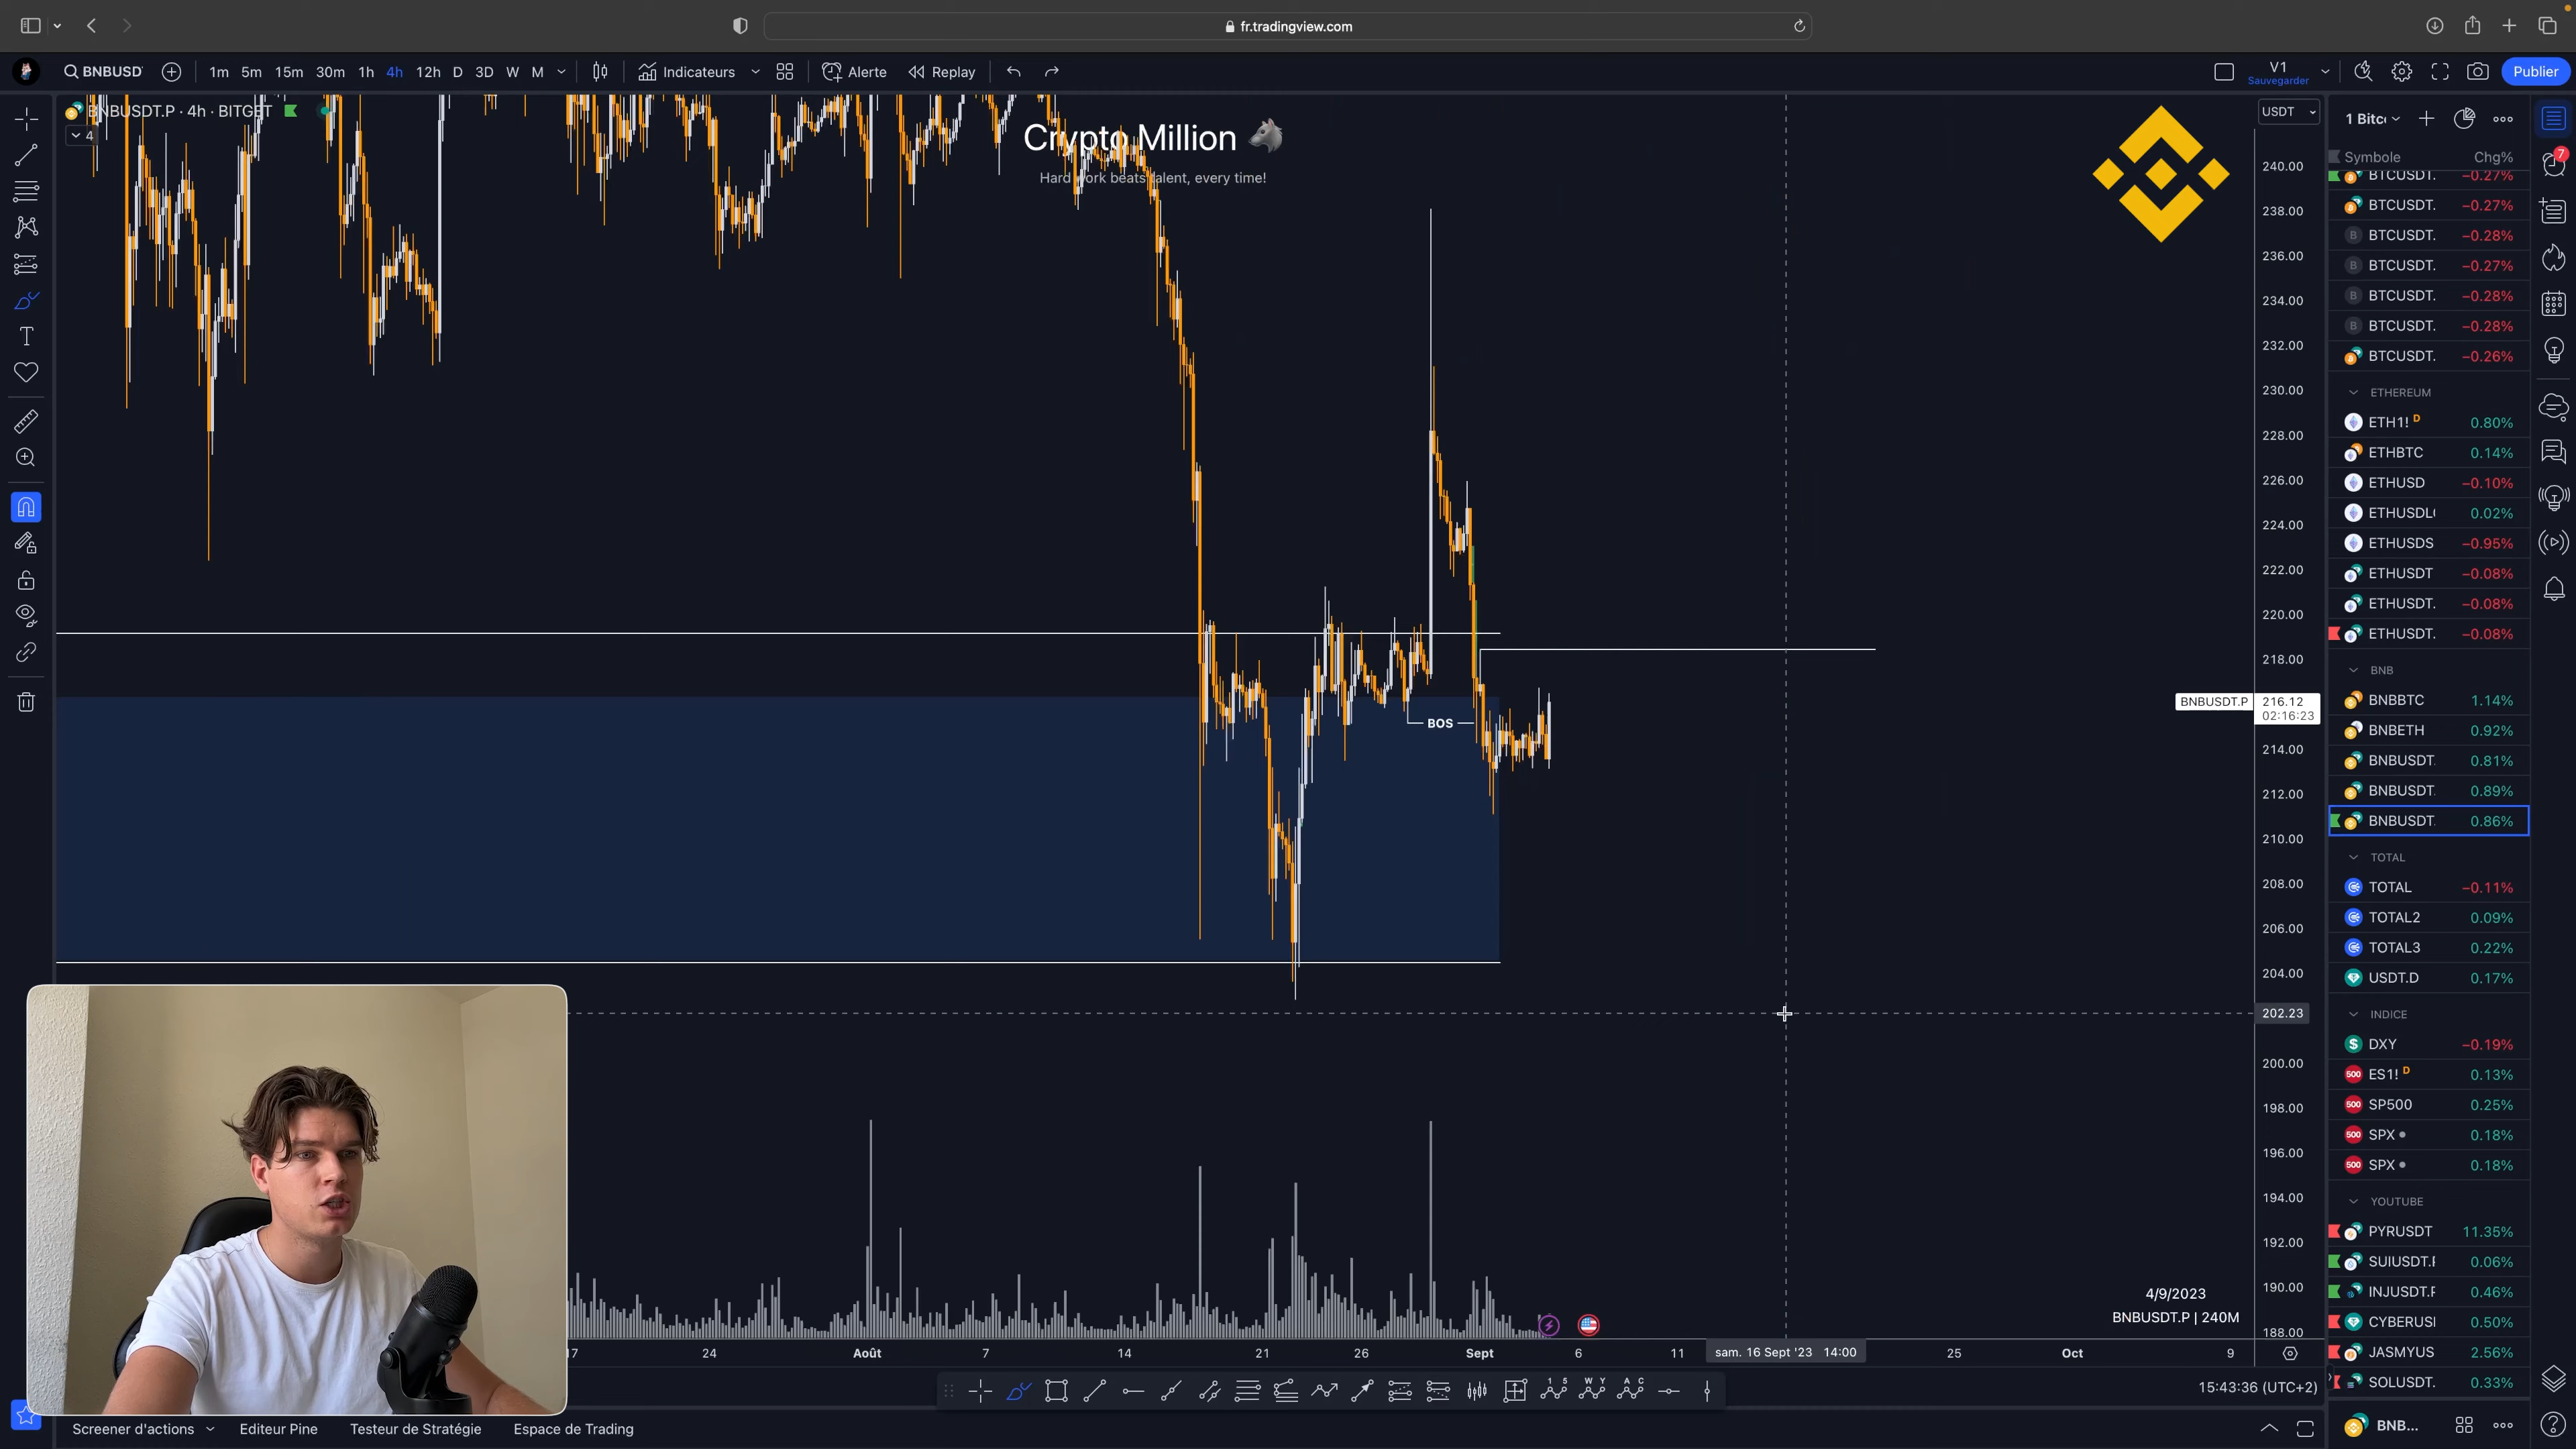 fr.tradingview.com
BNBUSD 1m 5m 15m 30m 1h 4h 12h D 3D W M Indicateurs Alerte Replay V1 Sauvegarder Publier
BNBUSDT.P · 4h · BITGET
4
Crypto Million
Hard work beats talent, every time!
BOS
USDT
240.00
238.00
236.00
234.00
232.00
230.00
228.00
226.00
224.00
222.00
220.00
218.00
BNBUSDT.P 216.12
02:16:23
214.00
212.00
210.00
208.00
206.00
204.00
202.23
200.00
198.00
196.00
194.00
192.00
190.00
188.00
4/9/2023
BNBUSDT.P | 240M
17 24 Août 7 14 21 26 Sept 6 11 sam. 16 Sept '23 14:00 25 Oct 9
15:43:36 (UTC+2)
Screener d'actions Editeur Pine Testeur de Stratégie Espace de Trading
1 Bitc
7
Symbole Chg%
BTCUSDT. −0.27%
BTCUSDT. −0.27%
BTCUSDT. −0.28%
BTCUSDT. −0.27%
BTCUSDT. −0.28%
BTCUSDT. −0.28%
BTCUSDT. −0.26%
ETHEREUM
ETH1! D 0.80%
ETHBTC 0.14%
ETHUSD −0.10%
ETHUSDL 0.02%
ETHUSDS −0.95%
ETHUSDT −0.08%
ETHUSDT. −0.08%
ETHUSDT. −0.08%
BNB
BNBBTC 1.14%
BNBETH 0.92%
BNBUSDT. 0.81%
BNBUSDT. 0.89%
BNBUSDT. 0.86%
TOTAL
TOTAL −0.11%
TOTAL2 0.09%
TOTAL3 0.22%
USDT.D 0.17%
INDICE
DXY −0.19%
ES1! D 0.13%
SP500 0.25%
SPX 0.18%
SPX 0.18%
YOUTUBE
PYRUSDT 11.35%
SUIUSDT.F 0.06%
INJUSDT.F 0.46%
CYBERUSI 0.50%
JASMYUS 2.56%
SOLUSDT. 0.33%
BNB...